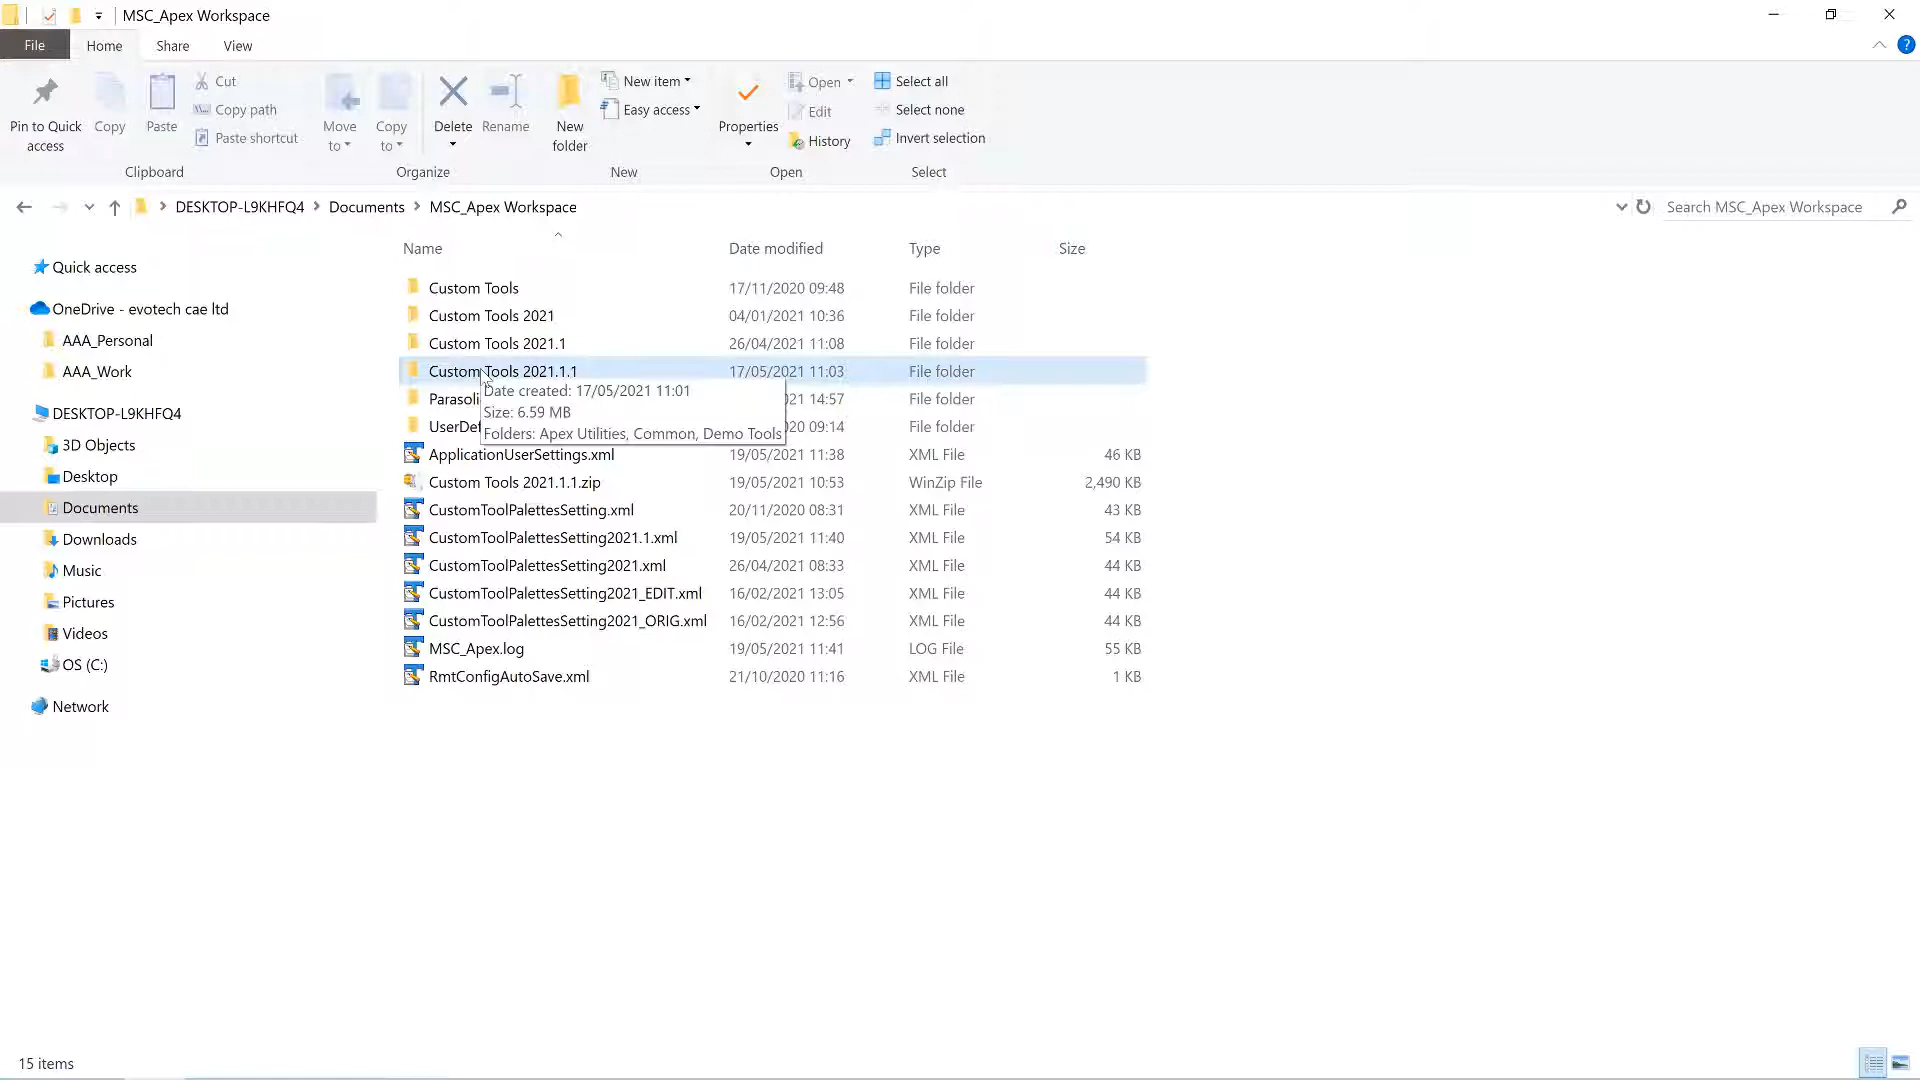 MSC_Apex Workspace
File Home Share View
Pin to Quick access
Copy
Paste
Cut
Copy path
Paste shortcut
Move to
Copy to
Delete
Rename
New folder
New item
Easy access
Properties
Open
Edit
History
Select all
Select none
Invert selection
Clipboard Organize New Open Select
DESKTOP-L9KHFQ4 > Documents > MSC_Apex Workspace
Search MSC_Apex Workspace
Quick access
OneDrive - evotech cae ltd
AAA_Personal
AAA_Work
DESKTOP-L9KHFQ4
3D Objects
Desktop
Documents
Downloads
Music
Pictures
Videos
OS (C:)
Network
Name Date modified Type Size
Custom Tools 17/11/2020 09:48 File folder
Custom Tools 2021 04/01/2021 10:36 File folder
Custom Tools 2021.1 26/04/2021 11:08 File folder
Custom Tools 2021.1.1 17/05/2021 11:03 File folder
Parasoli 21 14:57 File folder
UserDef 20 09:14 File folder
Date created: 17/05/2021 11:01
Size: 6.59 MB
Folders: Apex Utilities, Common, Demo Tools
ApplicationUserSettings.xml 19/05/2021 11:38 XML File 46 KB
Custom Tools 2021.1.1.zip 19/05/2021 10:53 WinZip File 2,490 KB
CustomToolPalettesSetting.xml 20/11/2020 08:31 XML File 43 KB
CustomToolPalettesSetting2021.1.xml 19/05/2021 11:40 XML File 54 KB
CustomToolPalettesSetting2021.xml 26/04/2021 08:33 XML File 44 KB
CustomToolPalettesSetting2021_EDIT.xml 16/02/2021 13:05 XML File 44 KB
CustomToolPalettesSetting2021_ORIG.xml 16/02/2021 12:56 XML File 44 KB
MSC_Apex.log 19/05/2021 11:41 LOG File 55 KB
RmtConfigAutoSave.xml 21/10/2020 11:16 XML File 1 KB
15 items